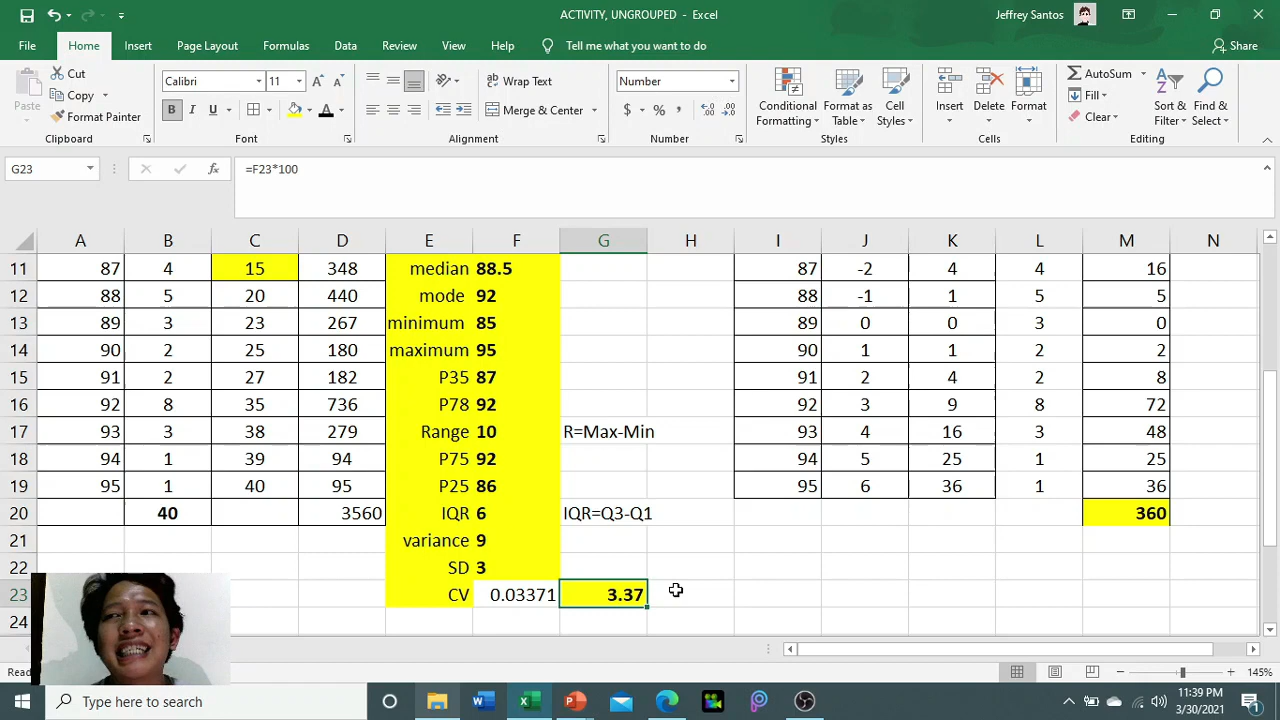 ACTIVITY, UNGROUPED - Excel
Jeffrey Santos
File Home Insert Page Layout Formulas Data Review View Help Tell me what you want to do Share
Paste
Cut
Copy
Format Painter
Clipboard
Calibri 11
B I U
Font
Wrap Text
Merge & Center
Alignment
Number
$ % ,
Number
Conditional Formatting
Format as Table
Cell Styles
Styles
Insert Delete Format
Cells
AutoSum
Fill
Clear
Sort & Filter
Find & Select
Editing
G23 fx =F23*100
A B C D E F G H I J K L M N
11 87 4 15 348 median 88.5 87 -2 4 4 16
12 88 5 20 440 mode 92 88 -1 1 5 5
13 89 3 23 267 minimum 85 89 0 0 3 0
14 90 2 25 180 maximum 95 90 1 1 2 2
15 91 2 27 182 P35 87 91 2 4 2 8
16 92 8 35 736 P78 92 92 3 9 8 72
17 93 3 38 279 Range 10 R=Max-Min 93 4 16 3 48
18 94 1 39 94 P75 92 94 5 25 1 25
19 95 1 40 95 P25 86 95 6 36 1 36
20 40 3560 IQR 6 IQR=Q3-Q1 360
21 variance 9
22 SD 3
23 CV 0.03371 3.37
24
145%
Type here to search
11:39 PM
3/30/2021